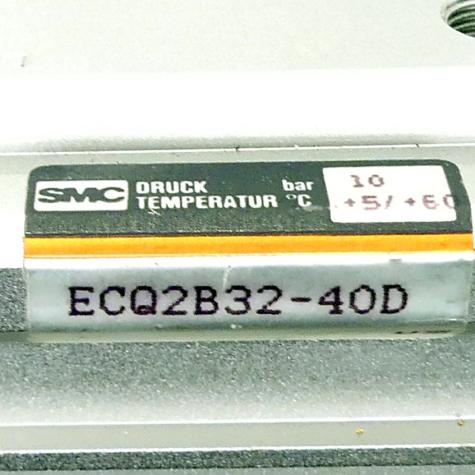 SMC DRUCK bar 10
TEMPERATUR °C +5/ +60
ECQ2B32-40D